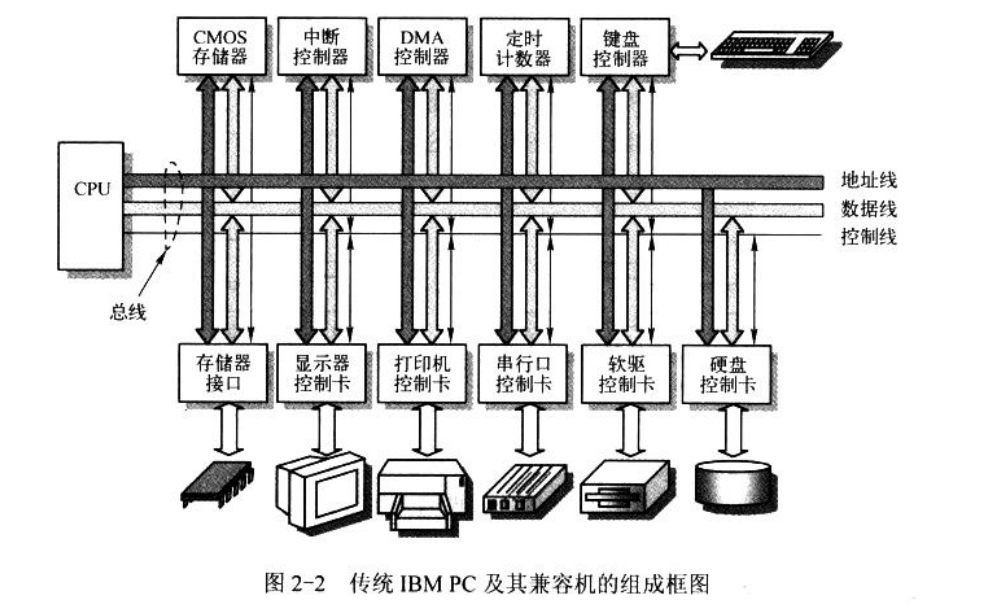 CMOS
存储器
中断
控制器
DMA
控制器
定时
计数器
键盘
控制器
CPU
地址线
数据线
控制线
总线
存储器
接口
显示器
控制卡
打印机
控制卡
串行口
控制卡
软驱
控制卡
硬盘
控制卡
图 2-2 传统 IBM PC 及其兼容机的组成框图